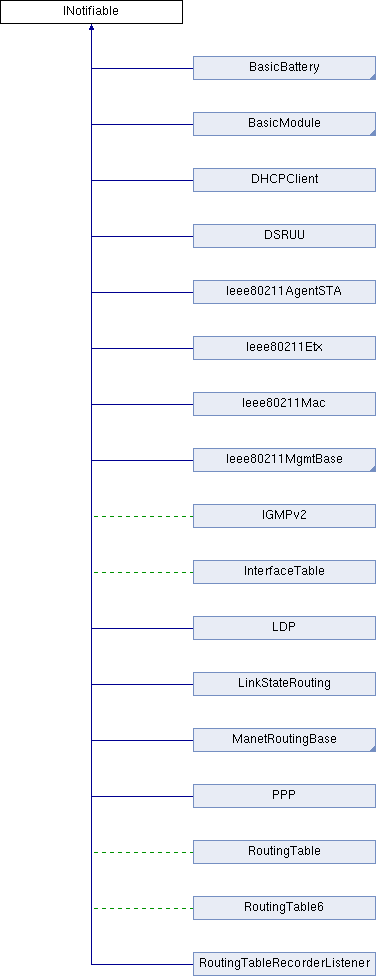 INotifiable
BasicBattery
BasicModule
DHCPClient
DSRUU
Ieee80211AgentSTA
Ieee80211Etx
Ieee80211Mac
Ieee80211MgmtBase
IGMPv2
InterfaceTable
LDP
LinkStateRouting
ManetRoutingBase
PPP
RoutingTable
RoutingTable6
RoutingTableRecorderListener